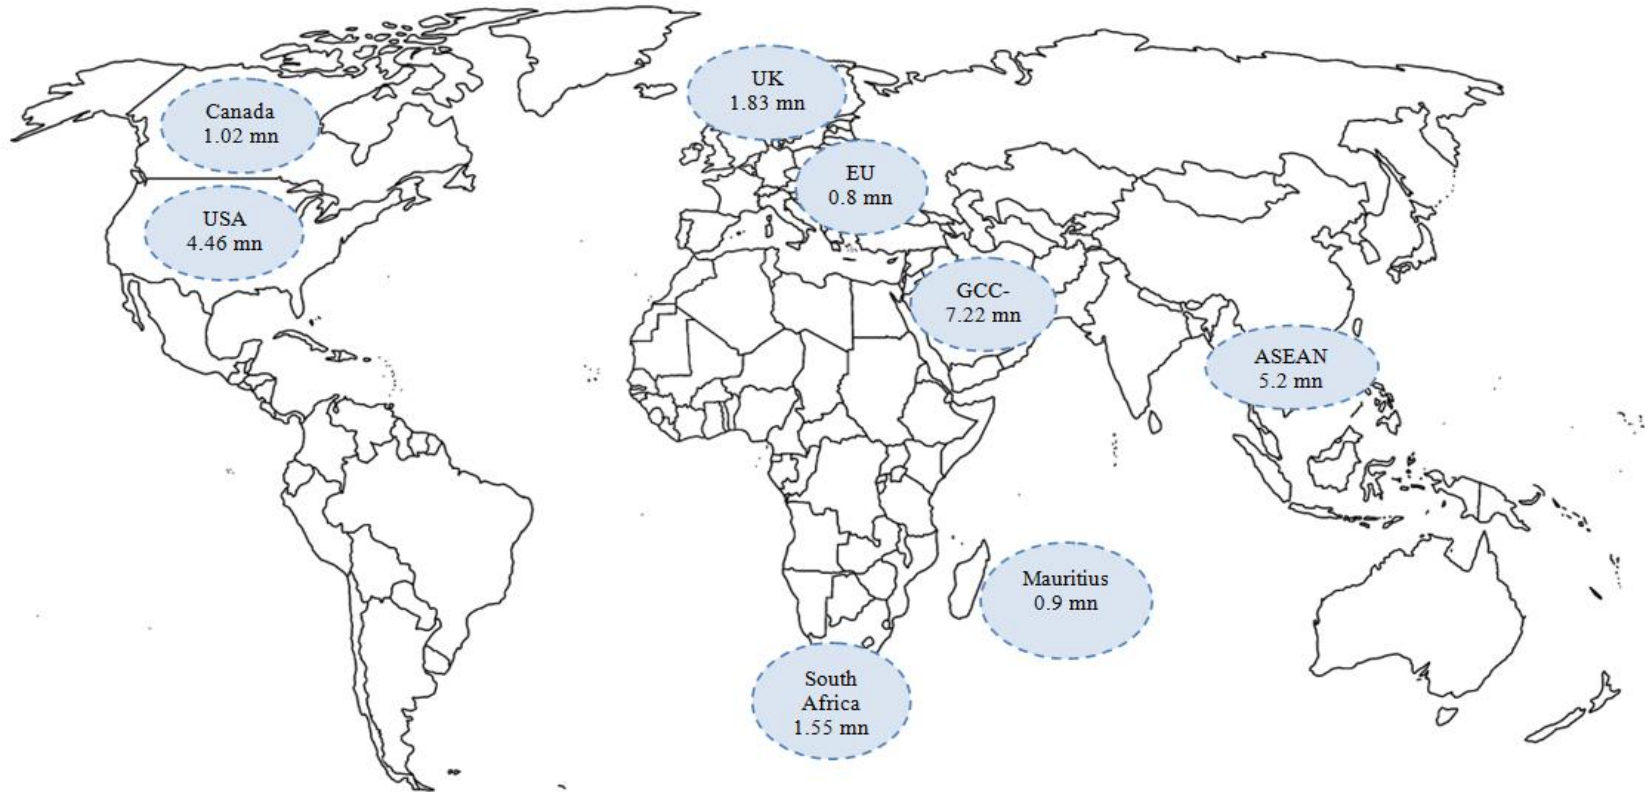 UK
1.83 mn
Canada
1.02 mn
EU
0.8 mn
USA
4.46 mn
GCC-
7.22 mn
ASEAN
5.2 mn
Mauritius
0.9 mn
South
Africa
1.55 mn